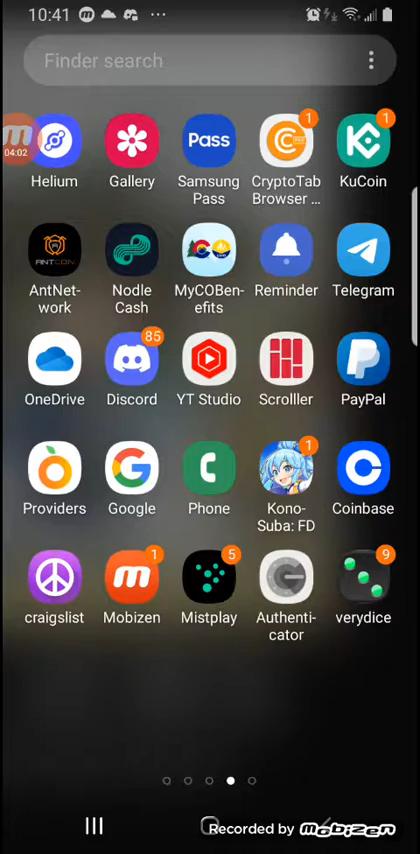 10:41
Finder search
04:02
Helium
Gallery
Pass
Samsung
Pass
1
CryptoTab
Browser ...
1
KuCoin
ANTCOIN
AntNet-
work
Nodle
Cash
MyCOBen-
efits
Reminder
Telegram
OneDrive
85
Discord
YT Studio
Scrolller
PayPal
Providers
Google
Phone
1
Kono-
Suba: FD
Coinbase
craigslist
1
Mobizen
5
Mistplay
Authenti-
cator
9
verydice
Recorded by mobizen